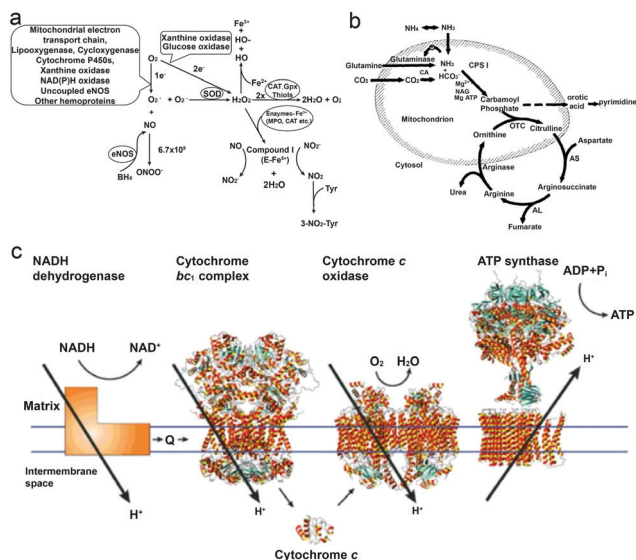 a
Mitochondrial electron
transport chain,
Lipooxygenase, Cycloxygenase
Cytochrome P450s,
Xanthine oxidase
NAD(P)H oxidase
Uncoupled eNOS
Other hemoproteins
Xanthine oxidase
Glucose oxidase
Fe³⁺
+
HO-
+
HO
Fe²⁺
O₂
1e⁻
2e⁻
O₂⁻ + O₂⁻
SOD
H₂O₂
2x
CAT,Gpx
Thiols
2H₂O + O₂
+
NO
eNOS
6.7x10⁹
BH₄
ONOO⁻
Enzymes- Fe³⁺
(MPO, CAT etc.)
NO
NO₂⁻
Compound I
(E-Fe⁵⁺)
+
2H₂O
NO₂⁻
NO₂
Tyr
3-NO₂-Tyr
b
NH₄
NH₃
Glutaminase
Glutamine
NH₃
+
HCO₃⁻
CPS I
CO₂
CO₂
CA
Mg²⁺
NAG
Mg ATP
Carbamoyl
Phosphate
orotic
acid
pyrimidine
Mitochondrion
OTC
Ornithine
Citrulline
Aspartate
Cytosol
AS
Arginase
Urea
Arginine
Arginosuccinate
AL
Fumarate
c
NADH
dehydrogenase
Cytochrome
bc₁ complex
Cytochrome c
oxidase
ATP synthase
ADP+Pᵢ
ATP
NADH
NAD⁺
O₂
H₂O
H⁺
Matrix
Q
Intermembrane
space
H⁺
H⁺
H⁺
Cytochrome c